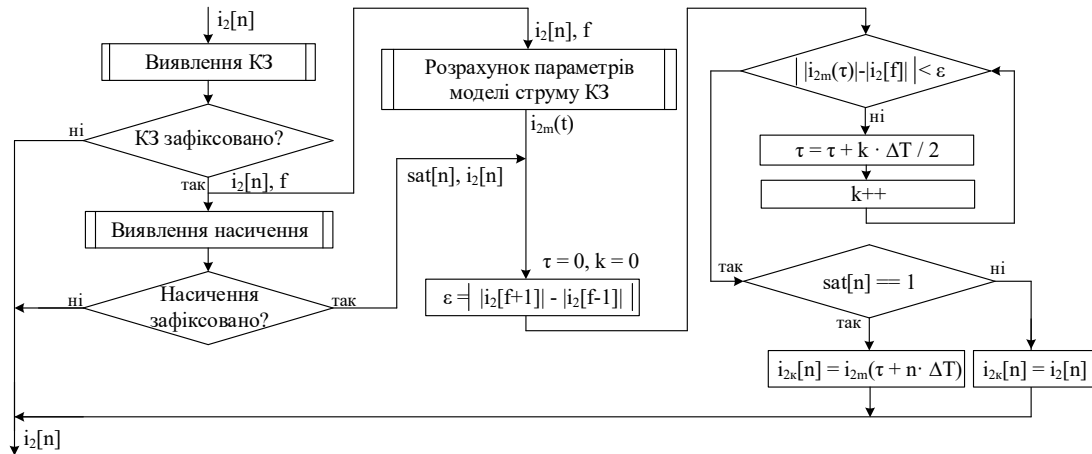 i₂[n]
Виявлення КЗ
КЗ зафіксовано?
ні
так
i₂[n], f
Виявлення насичення
Насичення
зафіксовано?
ні
так
i₂[n]
i₂[n], f
Розрахунок параметрів
моделі струму КЗ
i₂ₘ(t)
sat[n], i₂[n]
τ = 0, k = 0
ε =| |i₂[f+1]| - |i₂[f-1]| |
| |i₂ₘ(τ)|-|i₂[f]| | < ε
ні
τ = τ + k · ΔT / 2
k++
так
sat[n] == 1
ні
так
i₂ₖ[n] = i₂ₘ(τ + n· ΔT)
i₂ₖ[n] = i₂[n]